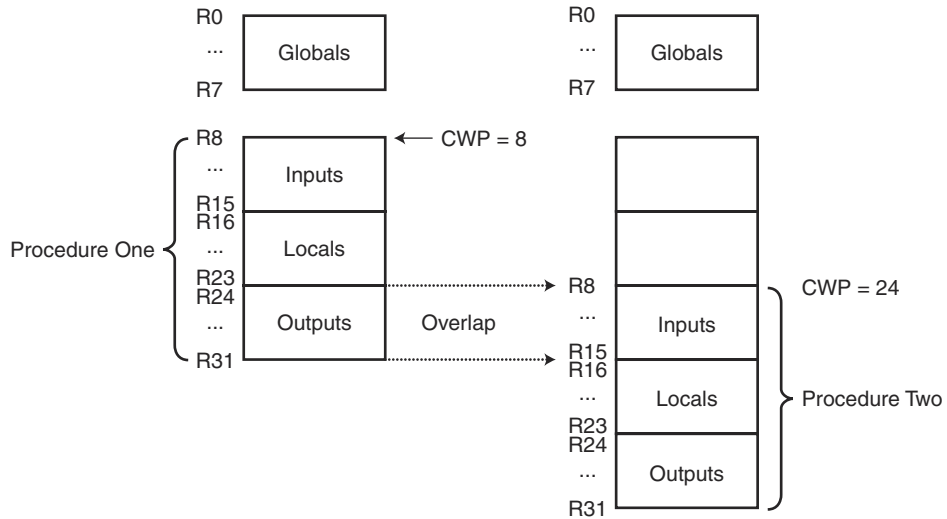 R0
...
R7
Globals
R8
...
R15
R16
...
R23
R24
...
R31
Procedure One
Inputs
Locals
Outputs
CWP = 8
Overlap
R0
...
R7
Globals
R8
...
R15
R16
...
R23
R24
...
R31
Inputs
Locals
Outputs
CWP = 24
Procedure Two